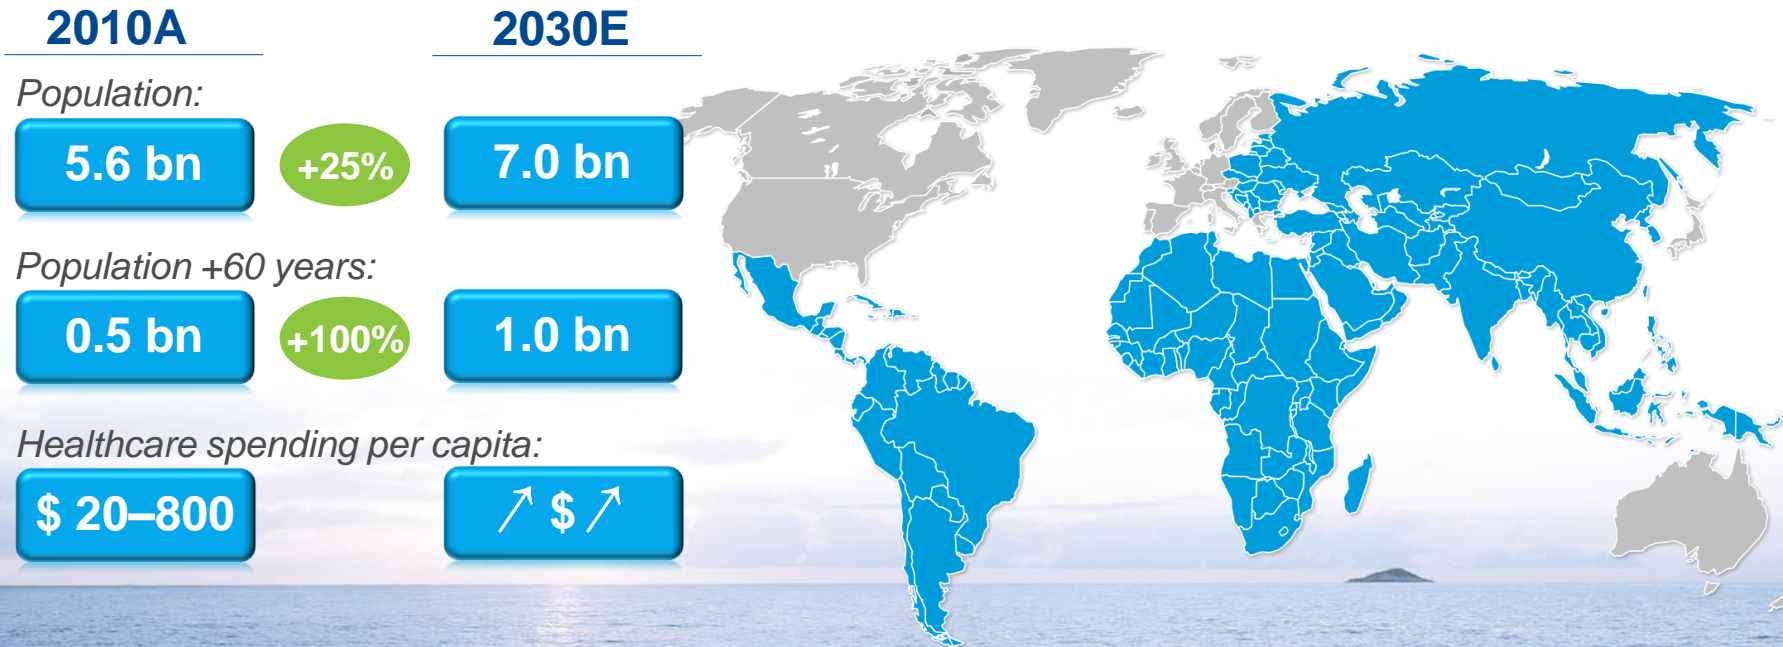 2010A 2030E
Population:
5.6 bn +25% 7.0 bn
Population +60 years:
0.5 bn +100% 1.0 bn
Healthcare spending per capita:
$ 20–800 ↗ $ ↗